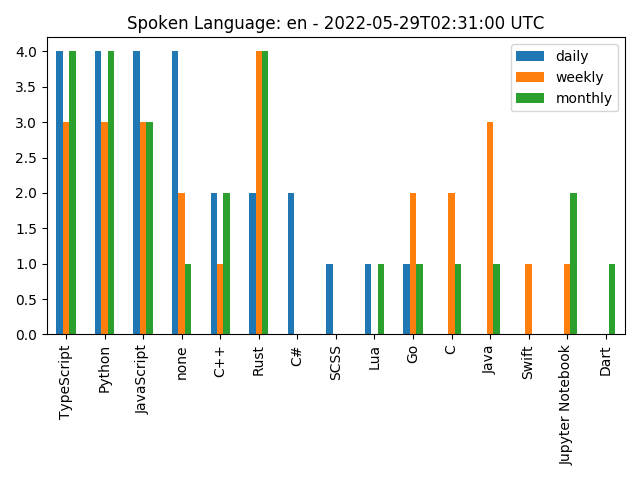 Spoken Language: en - 2022-05-29T02:31:00 UTC
daily
weekly
monthly
4.0
3.5
3.0
2.5
2.0
1.5
1.0
0.5
0.0
TypeScript
Python
JavaScript
none
C++
Rust
C#
SCSS
Lua
Go
C
Java
Swift
Jupyter Notebook
Dart